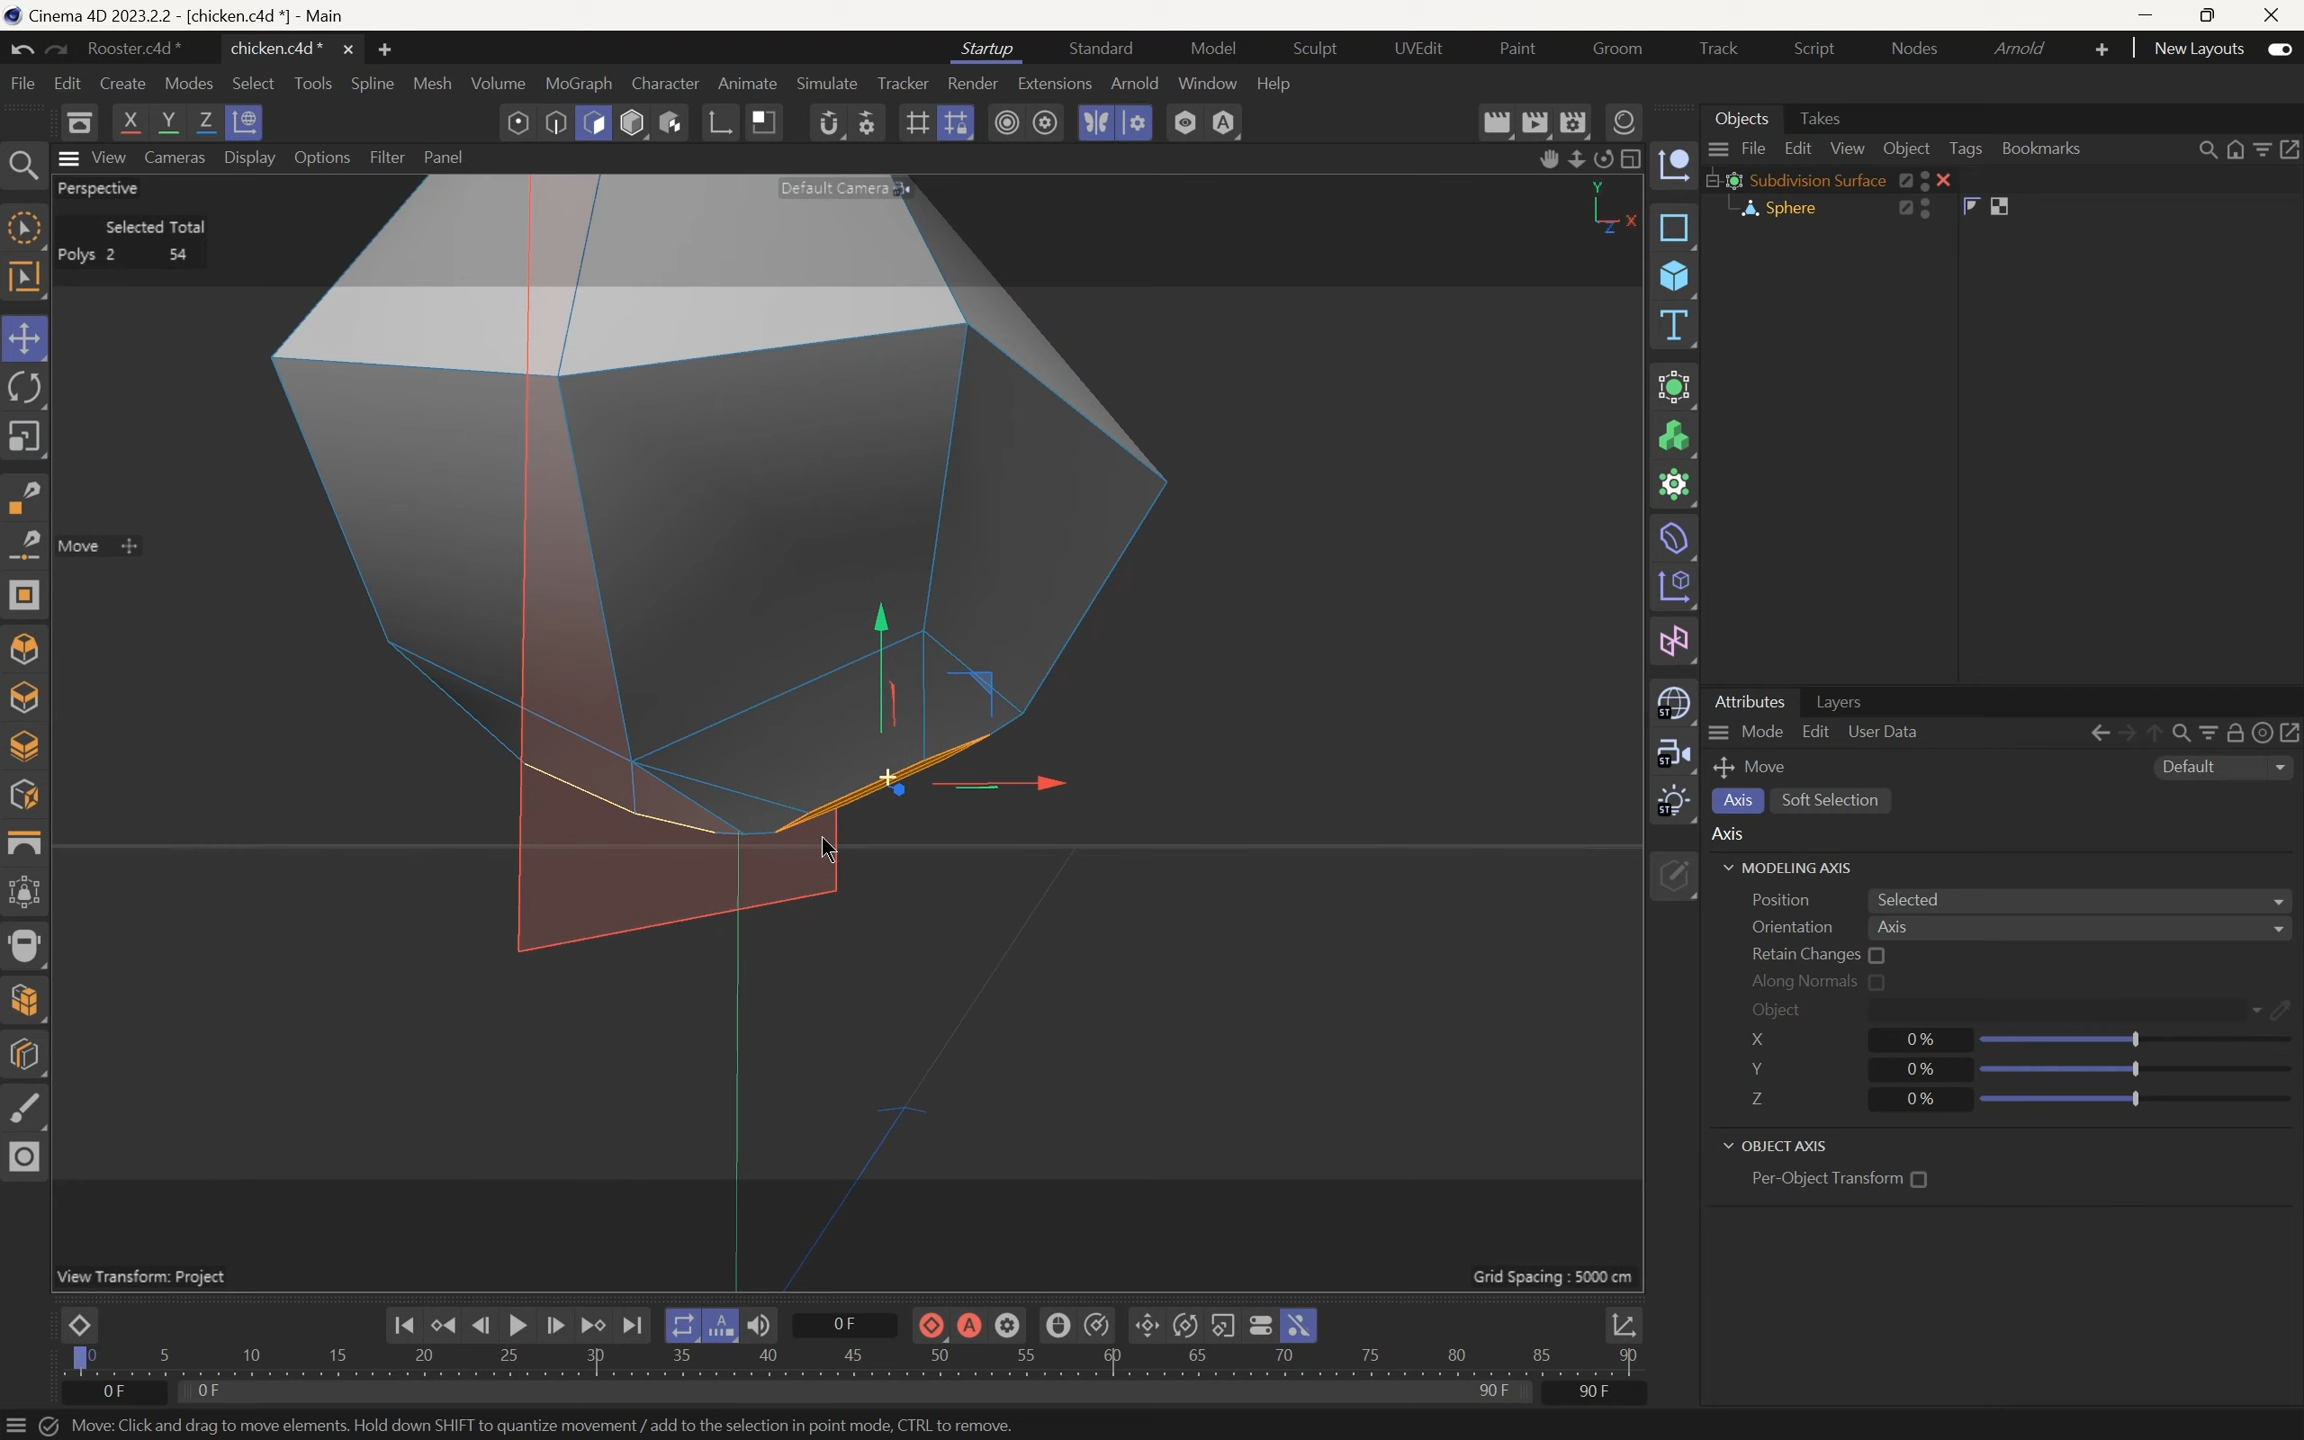 Cinema 4D 2023.2.2 - [chicken.c4d *] - Main
Rooster.c4d *
chicken.c4d *
Startup
Standard
Model
Sculpt
UVEdit
Paint
Groom
Track
Script
Nodes
Arnold
New Layouts
File
Edit
Create
Modes
Select
Tools
Spline
Mesh
Volume
MoGraph
Character
Animate
Simulate
Tracker
Render
Extensions
Arnold
Window
Help
X
Y
Z
View
Cameras
Display
Options
Filter
Panel
Perspective
Default Camera
Selected Total
Polys 2 54
Move
Y
X
Z
View Transform: Project
Grid Spacing : 5000 cm
ST
ST
ST
Objects
Takes
File
Edit
View
Object
Tags
Bookmarks
Subdivision Surface
Sphere
Attributes
Layers
Mode
Edit
User Data
Move
Default
Axis
Soft Selection
Axis
MODELING AXIS
Position
Selected
Orientation
Axis
Retain Changes
Along Normals
Object
X 0 %
Y 0 %
Z 0 %
OBJECT AXIS
Per-Object Transform
0 F
0 5 10 15 20 25 30 35 40 45 50 55 60 65 70 75 80 85 90
0 F
0 F
90 F
90 F
Move: Click and drag to move elements. Hold down SHIFT to quantize movement / add to the selection in point mode, CTRL to remove.